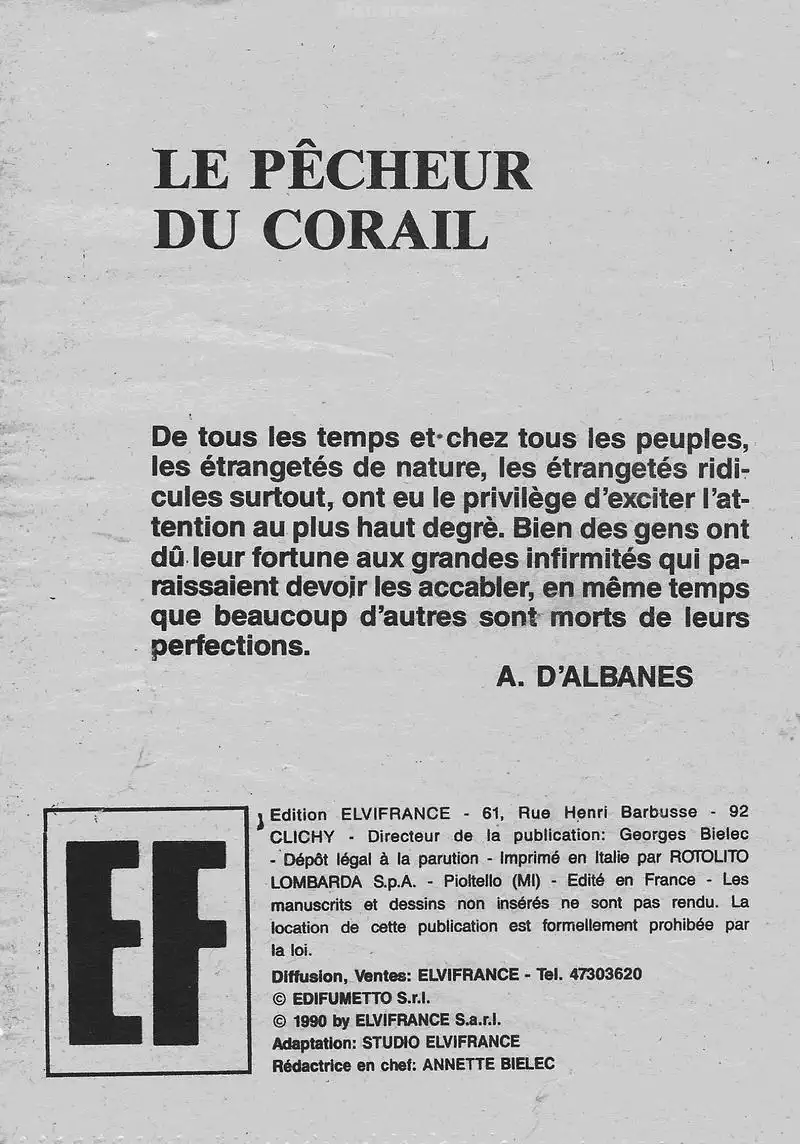 LE PÊCHEUR
DU CORAIL
De tous les temps et chez tous les peuples,
les étrangetés de nature, les étrangetés ridi-
cules surtout, ont eu le privilège d'exciter l'at-
tention au plus haut degrè. Bien des gens ont
dû leur fortune aux grandes infirmités qui pa-
raissaient devoir les accabler, en même temps
que beaucoup d'autres sont morts de leurs
perfections.
A. D'ALBANES
EF
Edition ELVIFRANCE - 61, Rue Henri Barbusse - 92
CLICHY - Directeur de la publication: Georges Bielec
- Dépôt légal à la parution - Imprimé en Italie par ROTOLITO
LOMBARDA S.p.A. - Pioltello (MI) - Edité en France - Les
manuscrits et dessins non insérés ne sont pas rendu. La
location de cette publication est formellement prohibée par
la loi.
Diffusion, Ventes: ELVIFRANCE - Tel. 47303620
© EDIFUMETTO S.r.l.
© 1990 by ELVIFRANCE S.a.r.l.
Adaptation: STUDIO ELVIFRANCE
Rédactrice en chef: ANNETTE BIELEC